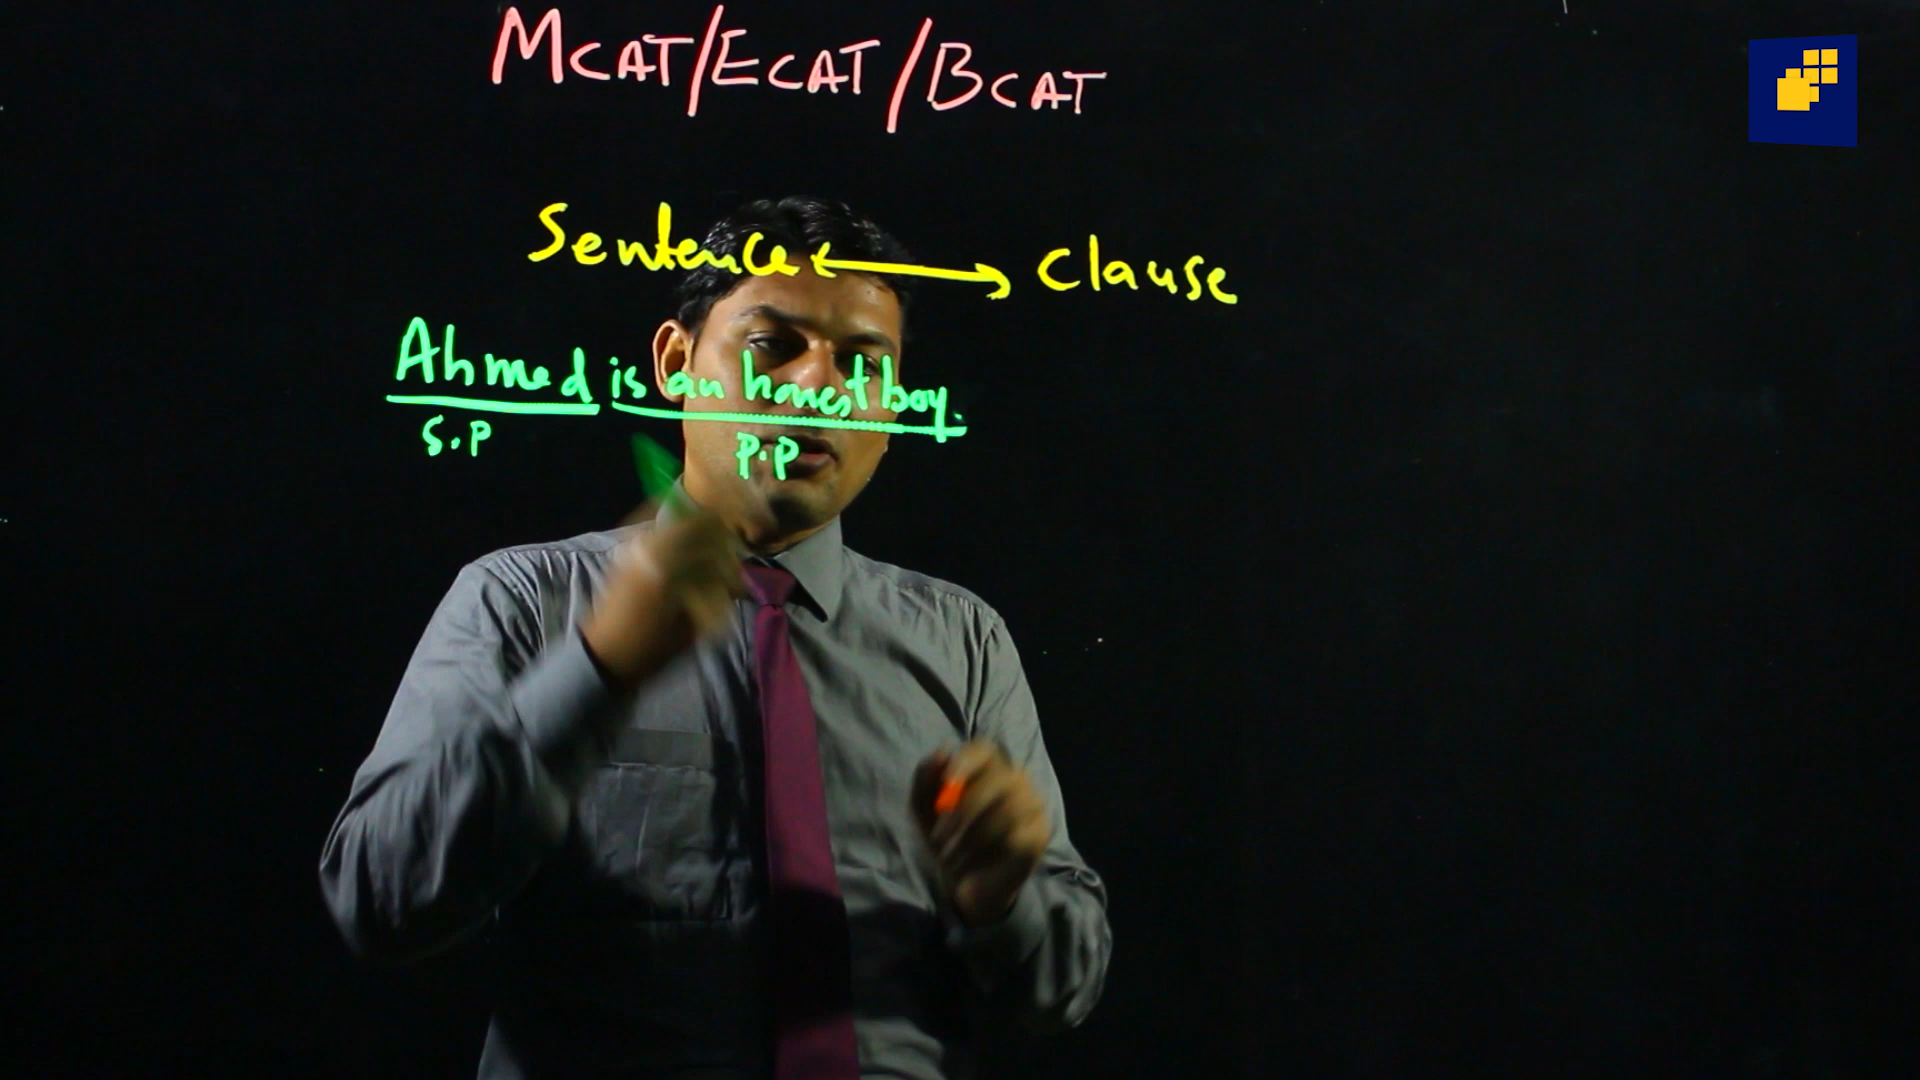 MCAT/ECAT/BCAT
Sentence ↔ Clause
Ahmed is an honest boy.
S.P P.P